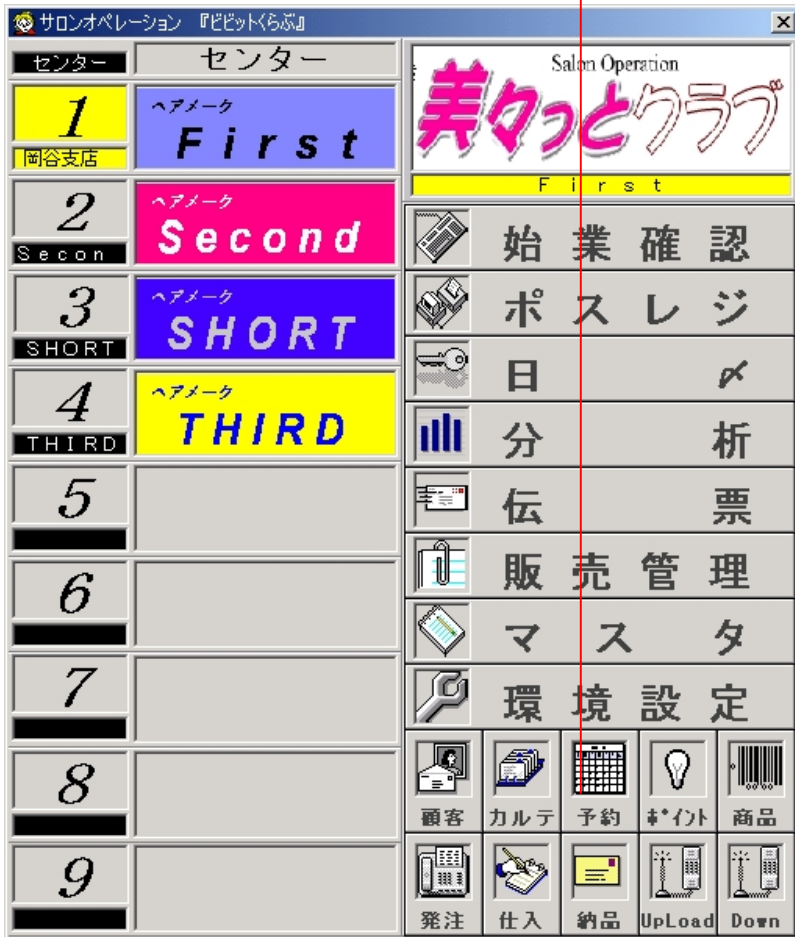 サロンオペレーション 『ビビットくらぶ』
センター
センター
1
岡谷支店
ヘアメーク
First
2
Secon
ヘアメーク
Second
3
SHORT
ヘアメーク
SHORT
4
THIRD
ヘアメーク
THIRD
5
6
7
8
9
Salon Operation
美々っとクラブ
First
始業確認
ポスレジ
日〆
分析
伝票
販売管理
マスタ
環境設定
顧客
カルテ
予約
ﾎﾟｲﾝﾄ
商品
発注
仕入
納品
UpLoad
Down